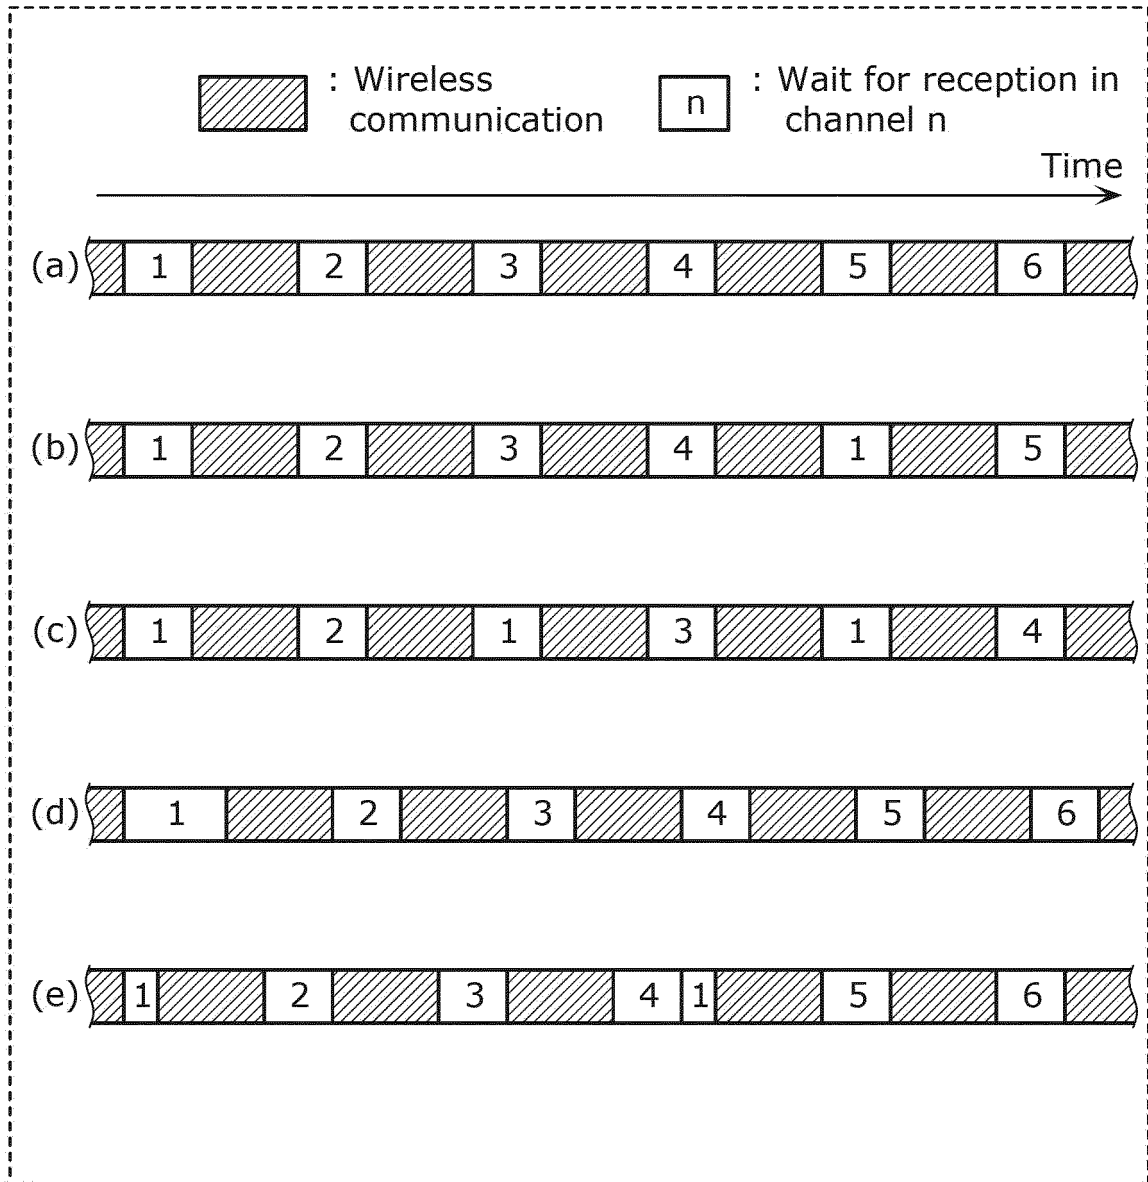 : Wireless
communication
n
: Wait for reception in
channel n
Time
(a) 1 2 3 4 5 6
(b) 1 2 3 4 1 5
(c) 1 2 1 3 1 4
(d) 1 2 3 4 5 6
(e) 1 2 3 4 1 5 6